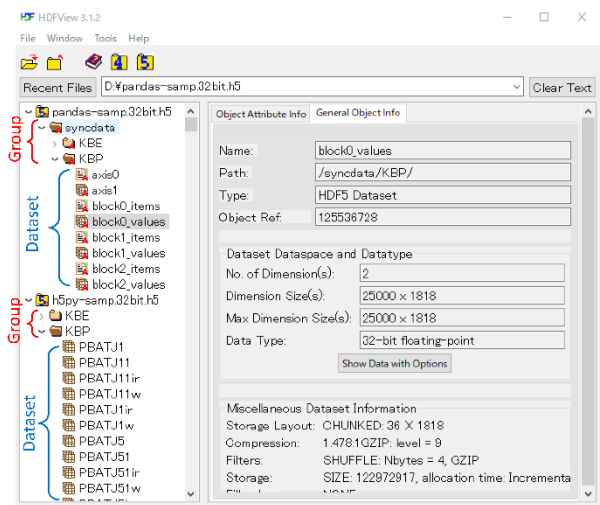 HDF HDFView 3.1.2
File Window Tools Help
Recent Files D:¥pandas-samp.32bit.h5 Clear Text
pandas-samp.32bit.h5
syncdata
KBE
KBP
axis0
axis1
block0_items
block0_values
block1_items
block1_values
block2_items
block2_values
h5py-samp.32bit.h5
KBE
KBP
PBATJ1
PBATJ11
PBATJ11ir
PBATJ11w
PBATJ1ir
PBATJ1w
PBATJ5
PBATJ51
PBATJ51ir
PBATJ51w
Group
Dataset
Group
Dataset
Object Attribute Info General Object Info
Name: block0_values
Path: /syncdata/KBP/
Type: HDF5 Dataset
Object Ref: 125536728
Dataset Dataspace and Datatype
No. of Dimension(s): 2
Dimension Size(s): 25000 x 1818
Max Dimension Size(s): 25000 x 1818
Data Type: 32-bit floating-point
Show Data with Options
Miscellaneous Dataset Information
Storage Layout: CHUNKED: 36 X 1818
Compression: 1.478:1GZIP: level = 9
Filters: SHUFFLE: Nbytes = 4, GZIP
Storage: SIZE: 122972917, allocation time: Incrementa